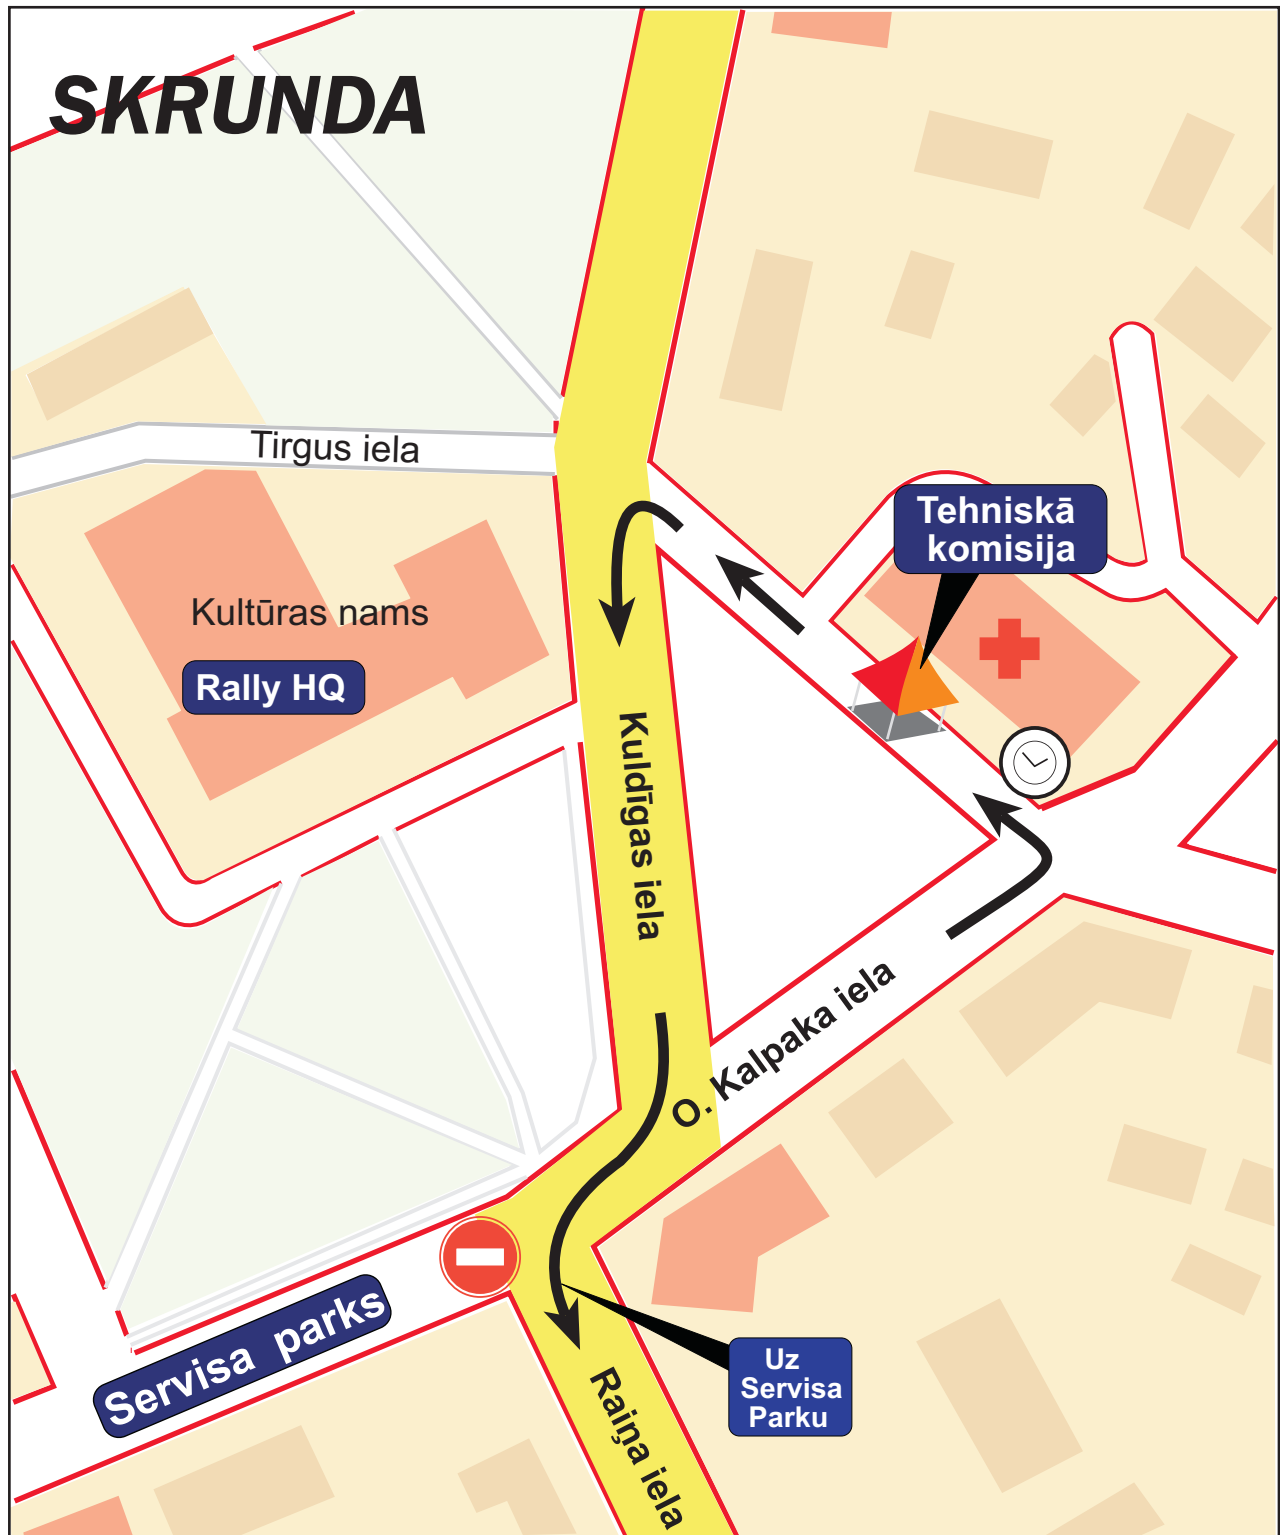 SKRUNDA
Tirgus iela
Tehniskā
komisija
Kultūras nams
Rally HQ
Kuldīgas iela
O. Kalpaka iela
Servisa parks
Uz
Servisa
Parku
Raiņa iela